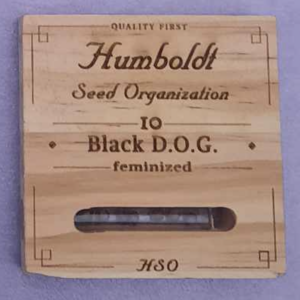 QUALITY FIRST
Humboldt
Seed Organization
10
Black D.O.G.
feminized
HSO